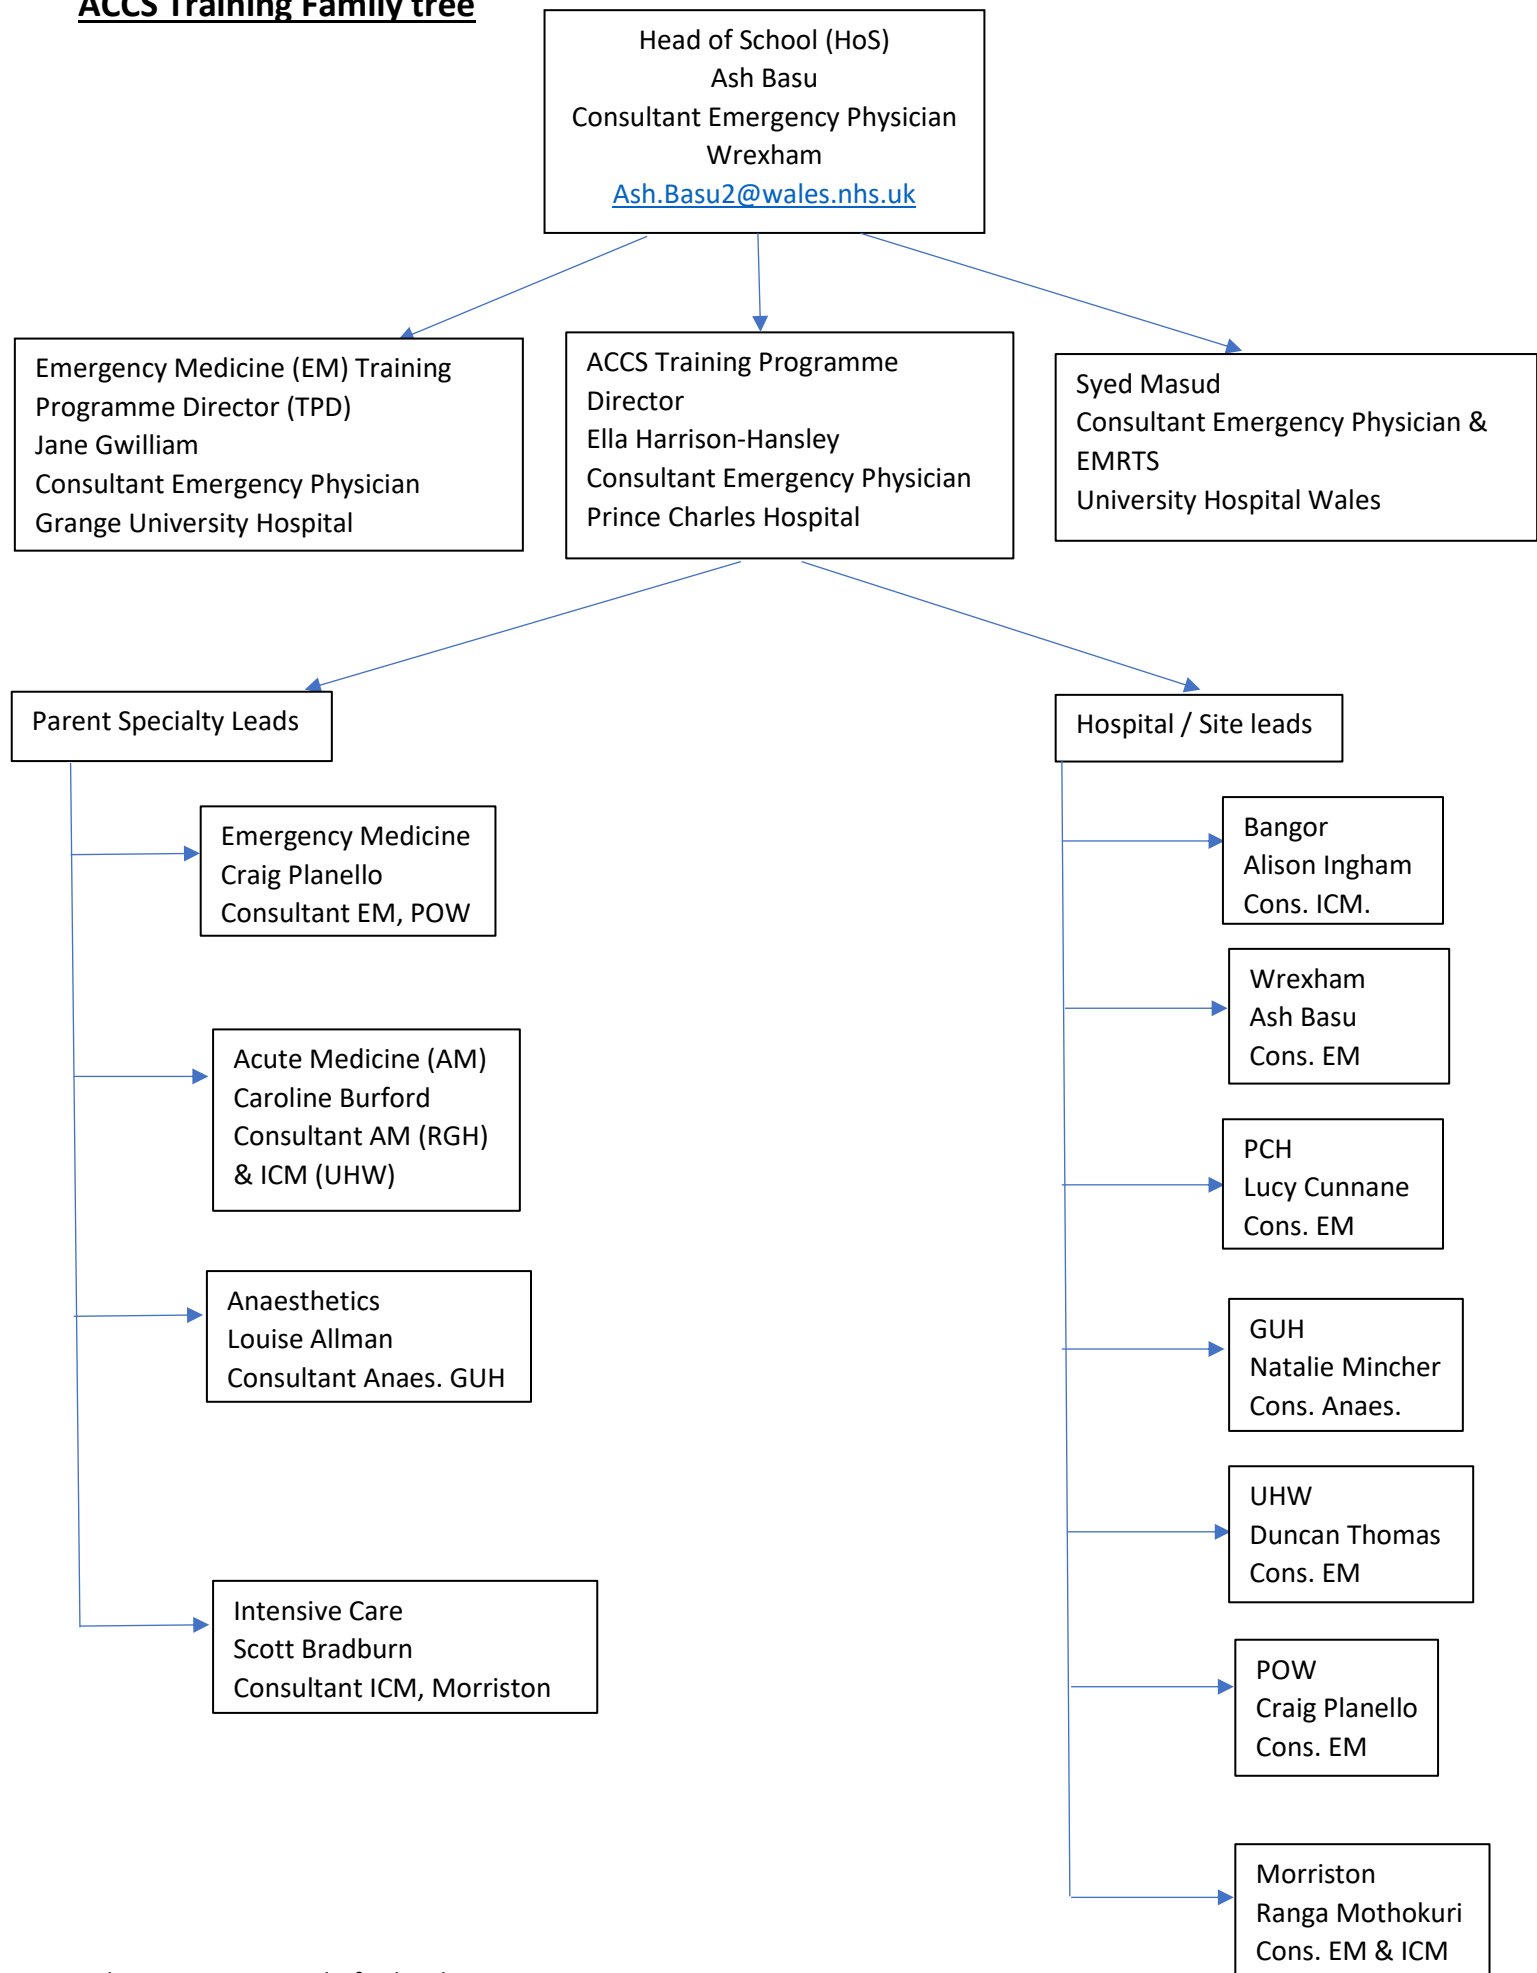 ACCS Training Family tree
Head of School (HoS)
Ash Basu
Consultant Emergency Physician
Wrexham
Ash.Basu2@wales.nhs.uk
Emergency Medicine (EM) Training
Programme Director (TPD)
Jane Gwilliam
Consultant Emergency Physician
Grange University Hospital
ACCS Training Programme
Director
Ella Harrison-Hansley
Consultant Emergency Physician
Prince Charles Hospital
Syed Masud
Consultant Emergency Physician &
EMRTS
University Hospital Wales
Parent Specialty Leads
Emergency Medicine
Craig Planello
Consultant EM, POW
Acute Medicine (AM)
Caroline Burford
Consultant AM (RGH)
& ICM (UHW)
Anaesthetics
Louise Allman
Consultant Anaes. GUH
Intensive Care
Scott Bradburn
Consultant ICM, Morriston
Hospital / Site leads
Bangor
Alison Ingham
Cons. ICM.
Wrexham
Ash Basu
Cons. EM
PCH
Lucy Cunnane
Cons. EM
GUH
Natalie Mincher
Cons. Anaes.
UHW
Duncan Thomas
Cons. EM
POW
Craig Planello
Cons. EM
Morriston
Ranga Mothokuri
Cons. EM & ICM